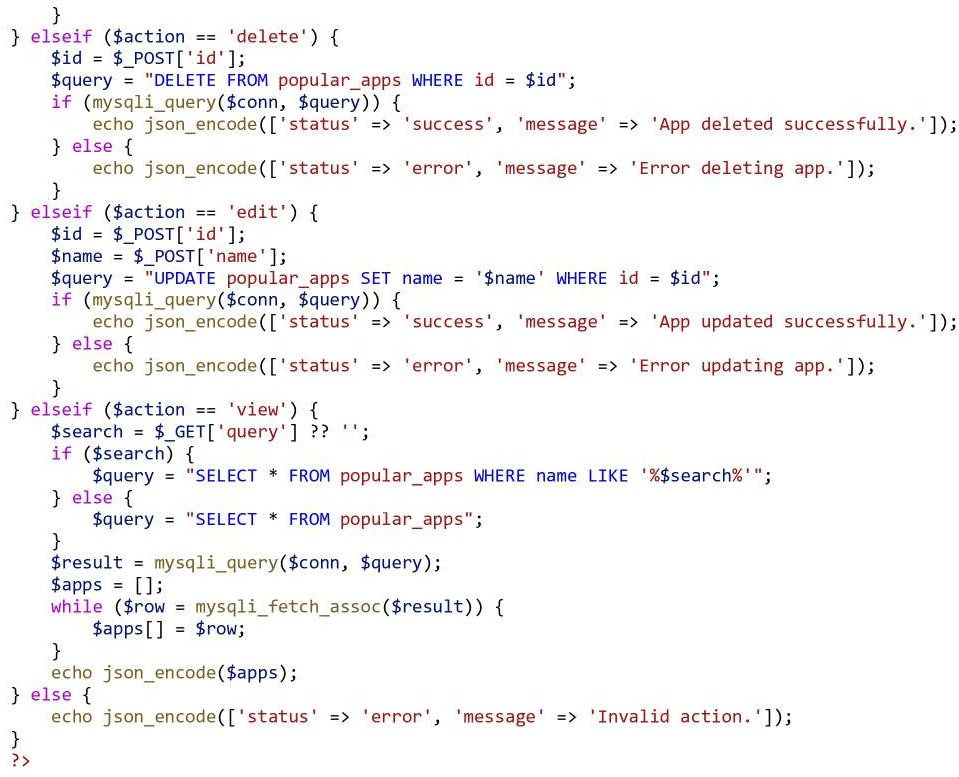 }
} elseif ($action == 'delete') {
    $id = $_POST['id'];
    $query = "DELETE FROM popular_apps WHERE id = $id";
    if (mysqli_query($conn, $query)) {
        echo json_encode(['status' => 'success', 'message' => 'App deleted successfully.']);
    } else {
        echo json_encode(['status' => 'error', 'message' => 'Error deleting app.']);
    }
} elseif ($action == 'edit') {
    $id = $_POST['id'];
    $name = $_POST['name'];
    $query = "UPDATE popular_apps SET name = '$name' WHERE id = $id";
    if (mysqli_query($conn, $query)) {
        echo json_encode(['status' => 'success', 'message' => 'App updated successfully.']);
    } else {
        echo json_encode(['status' => 'error', 'message' => 'Error updating app.']);
    }
} elseif ($action == 'view') {
    $search = $_GET['query'] ?? '';
    if ($search) {
        $query = "SELECT * FROM popular_apps WHERE name LIKE '%$search%'";
    } else {
        $query = "SELECT * FROM popular_apps";
    }
    $result = mysqli_query($conn, $query);
    $apps = [];
    while ($row = mysqli_fetch_assoc($result)) {
        $apps[] = $row;
    }
    echo json_encode($apps);
} else {
    echo json_encode(['status' => 'error', 'message' => 'Invalid action.']);
}
?>